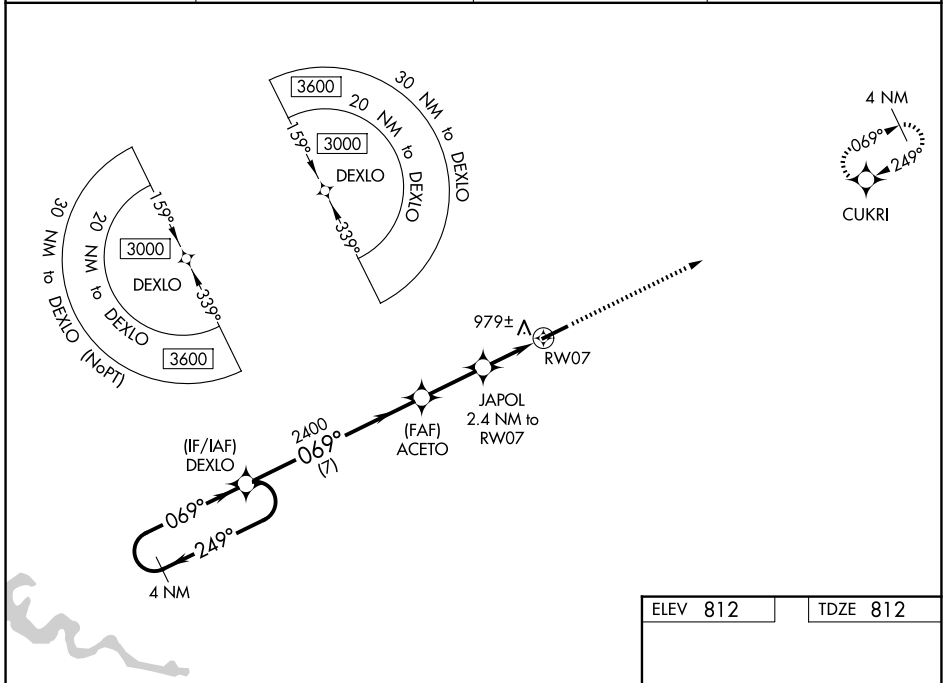 3600
30 NM to DEXLO
20 NM to DEXLO
159°
3000
DEXLO
339°
4 NM
069°
249°
CUKRI
159°
30 NM to DEXLO (NoPT)
20 NM to DEXLO
3000
DEXLO
339°
3600
979±
RW07
JAPOL
2.4 NM to
RW07
(FAF)
ACETO
2400
069°
(7)
(IF/IAF)
DEXLO
069°
249°
4 NM
ELEV 812
TDZE 812